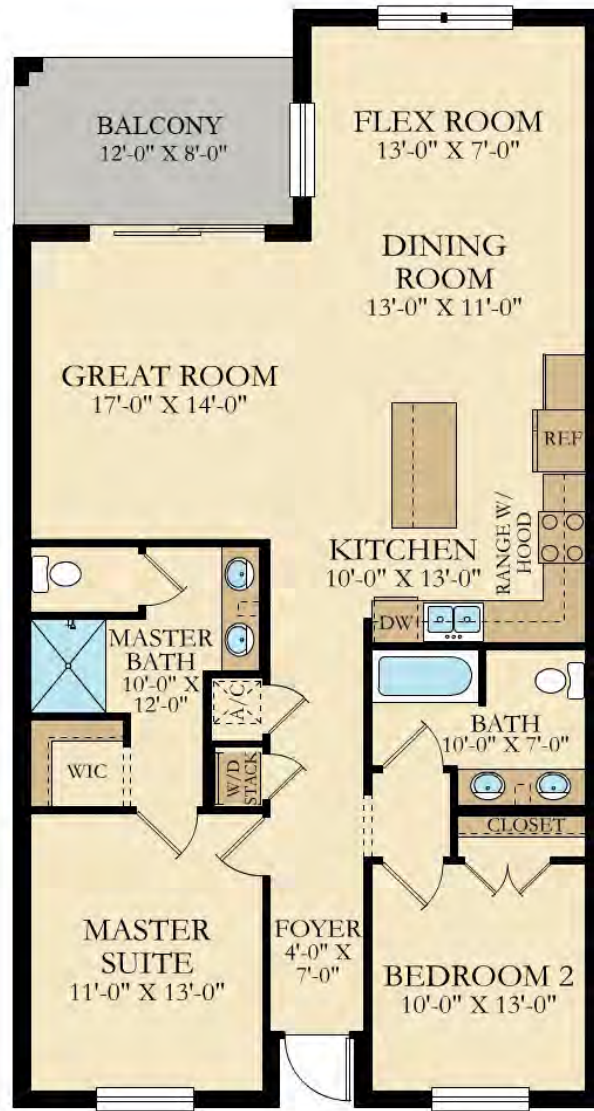 BALCONY
12'-0" X 8'-0"
FLEX ROOM
13'-0" X 7'-0"
DINING
ROOM
13'-0" X 11'-0"
GREAT ROOM
17'-0" X 14'-0"
REF
RANGE W/
HOOD
KITCHEN
10'-0" X 13'-0"
DW
MASTER
BATH
10'-0" X
12'-0"
A/C
BATH
10'-0" X 7'-0"
WIC
W/D
STACK
CLOSET
MASTER
SUITE
11'-0" X 13'-0"
FOYER
4'-0" X
7'-0"
BEDROOM 2
10'-0" X 13'-0"